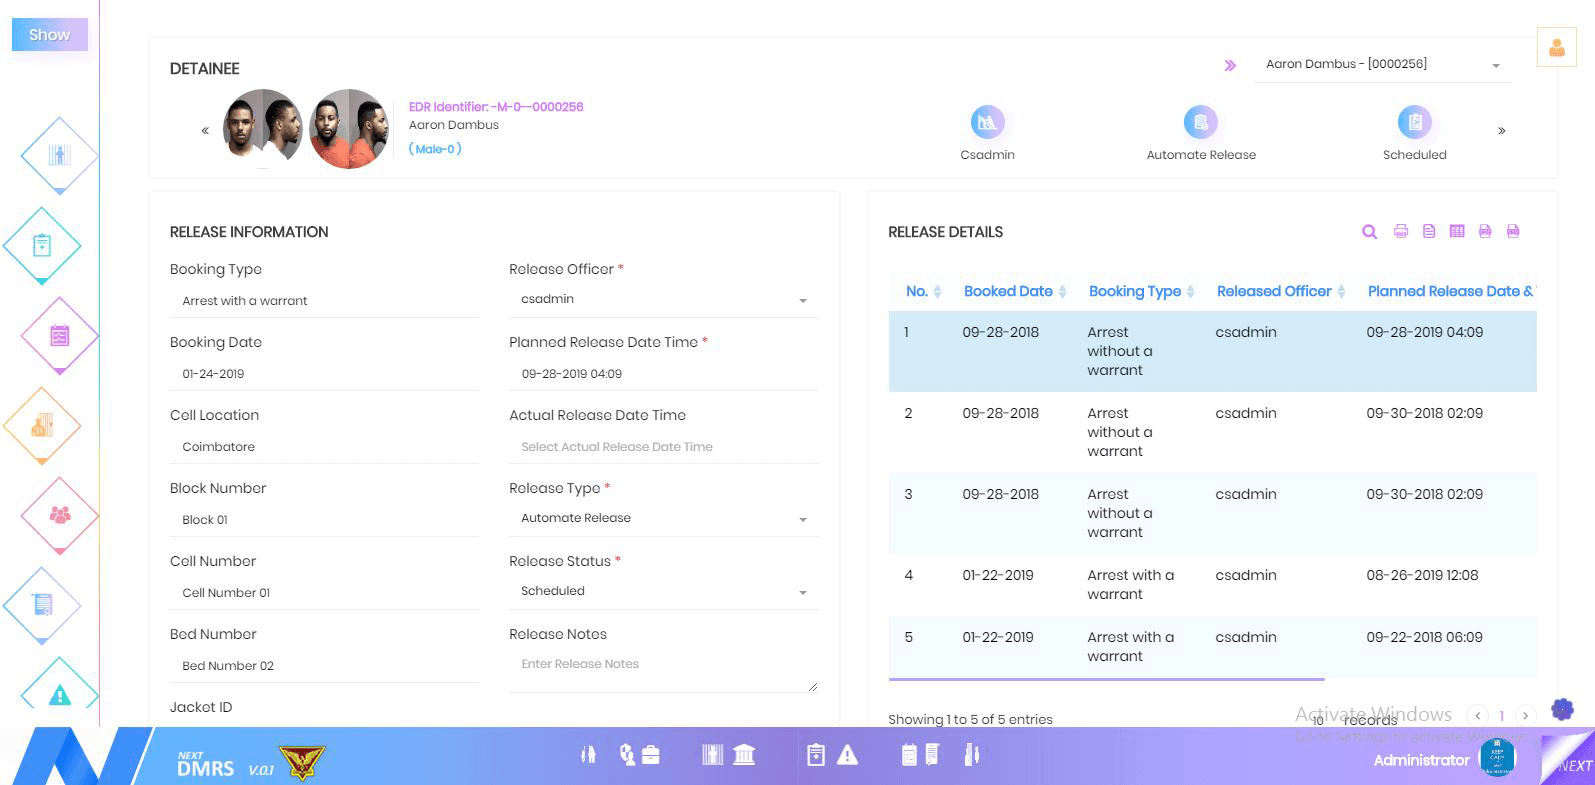 Show
DETAINEE
Aaron Dambus - [0000256]
EDR Identifier: -M-0--0000256
Aaron Dambus
( Male-0 )
Csadmin
Automate Release
Scheduled
RELEASE INFORMATION
Booking Type
Arrest with a warrant
Release Officer *
csadmin
Booking Date
01-24-2019
Planned Release Date Time *
09-28-2019 04:09
Cell Location
Coimbatore
Actual Release Date Time
Select Actual Release Date Time
Block Number
Block 01
Release Type *
Automate Release
Cell Number
Cell Number 01
Release Status *
Scheduled
Bed Number
Bed Number 02
Release Notes
Enter Release Notes
Jacket ID
RELEASE DETAILS
No. Booked Date Booking Type Released Officer Planned Release Date &
1 09-28-2018 Arrest without a warrant csadmin 09-28-2019 04:09
2 09-28-2018 Arrest without a warrant csadmin 09-30-2018 02:09
3 09-28-2018 Arrest without a warrant csadmin 09-30-2018 02:09
4 01-22-2019 Arrest with a warrant csadmin 08-26-2019 12:08
5 01-22-2019 Arrest with a warrant csadmin 09-22-2018 06:09
Showing 1 to 5 of 5 entries
10 records
1
Activate Windows
Go to Settings to activate Windows.
NEXT
DMRS V.0.1
Administrator
NEXT